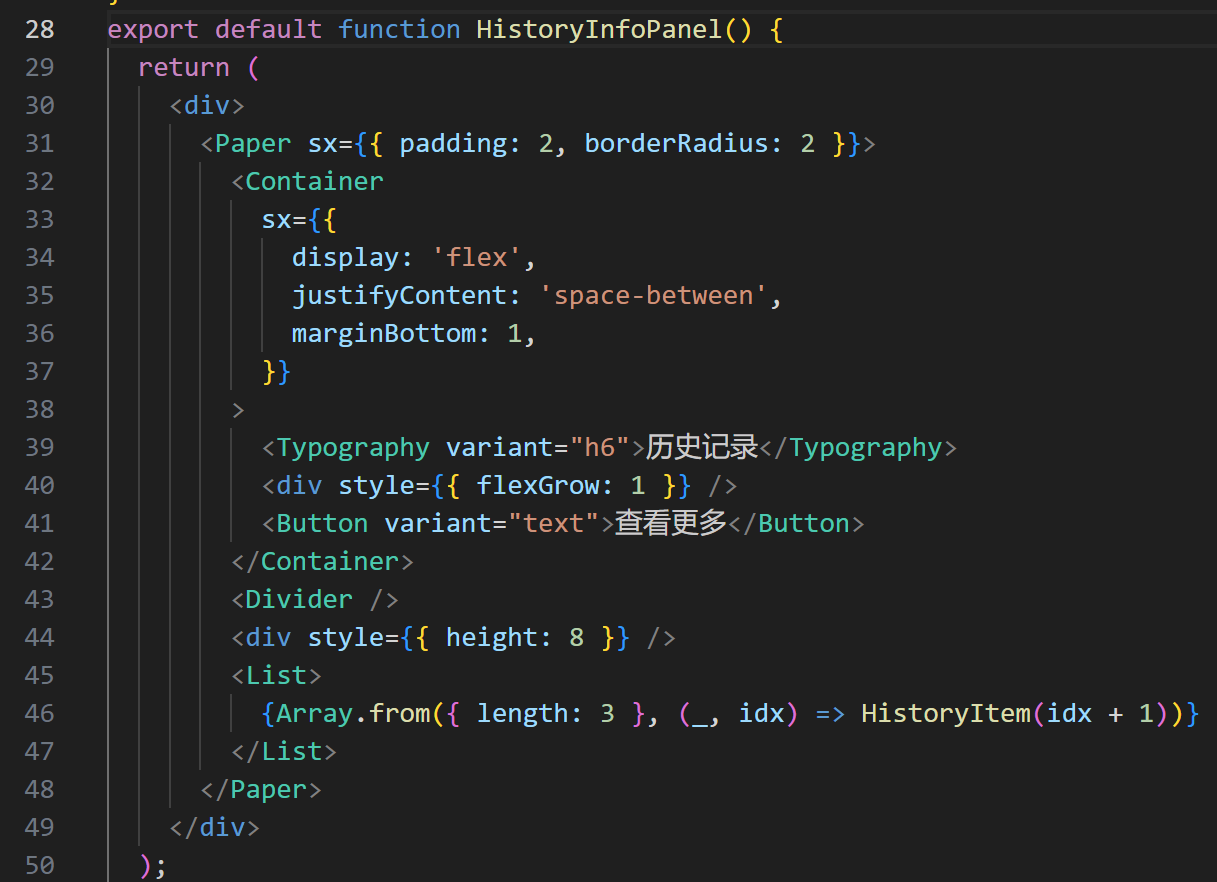 28 export default function HistoryInfoPanel() {
29   return (
30     <div>
31       <Paper sx={{ padding: 2, borderRadius: 2 }}>
32         <Container
33           sx={{
34             display: 'flex',
35             justifyContent: 'space-between',
36             marginBottom: 1,
37           }}
38         >
39           <Typography variant="h6">历史记录</Typography>
40           <div style={{ flexGrow: 1 }} />
41           <Button variant="text">查看更多</Button>
42         </Container>
43         <Divider />
44         <div style={{ height: 8 }} />
45         <List>
46           {Array.from({ length: 3 }, (_, idx) => HistoryItem(idx + 1))}
47         </List>
48       </Paper>
49     </div>
50   );